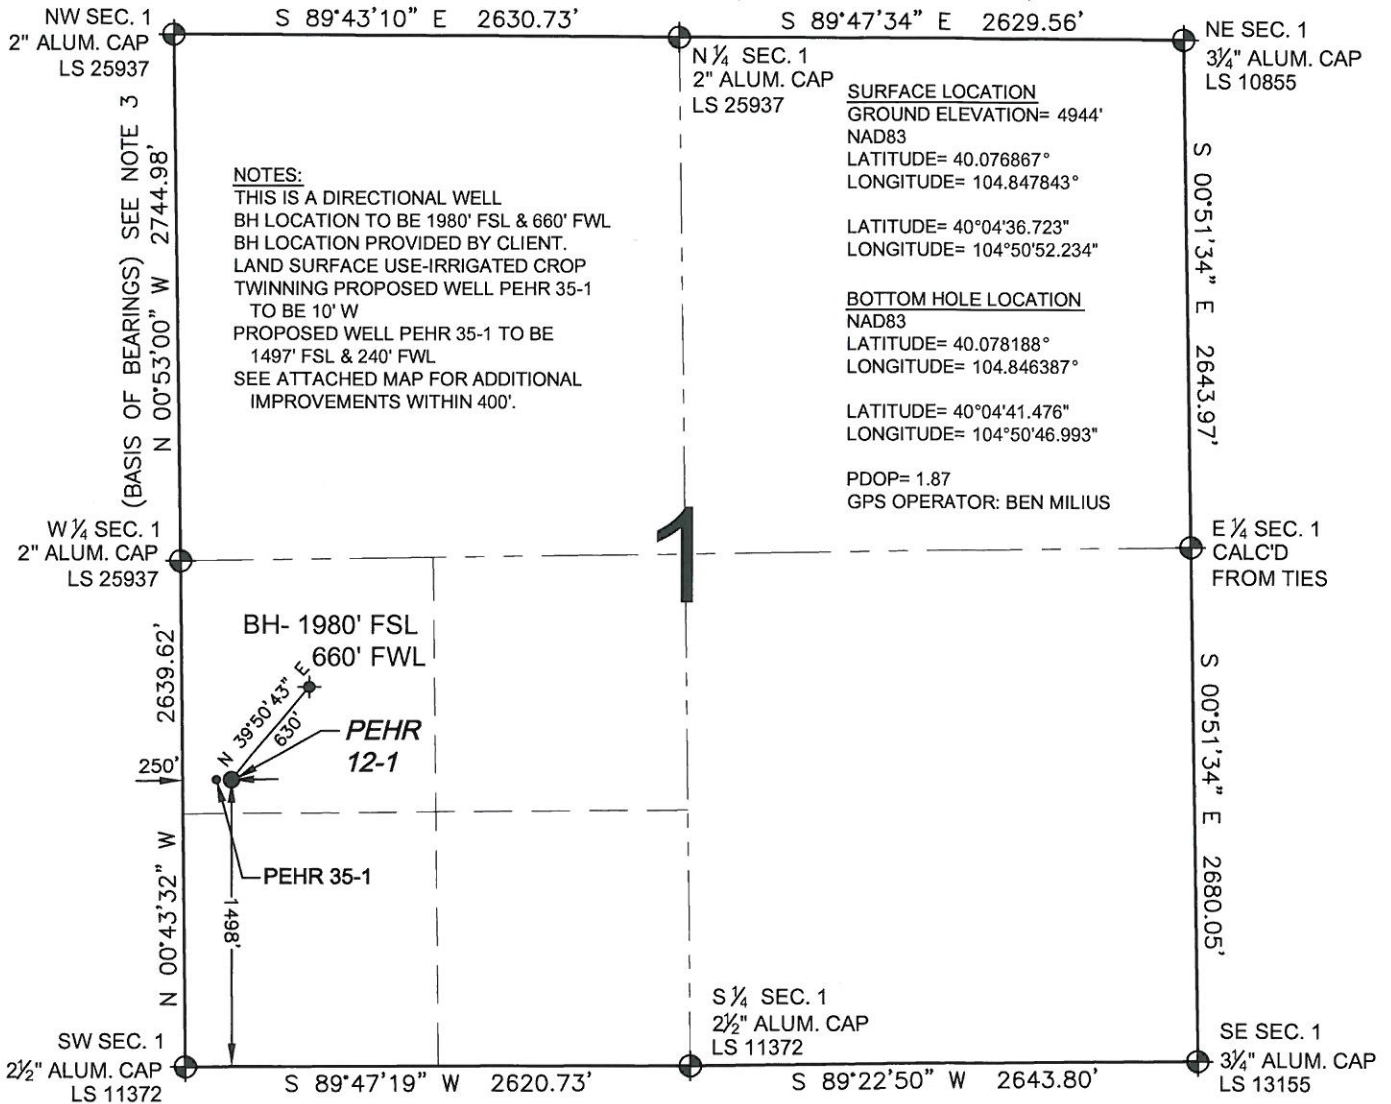 NW SEC. 1
2" ALUM. CAP
LS 25937
S 89°43'10" E 2630.73'
S 89°47'34" E 2629.56'
NE SEC. 1
3¼" ALUM. CAP
LS 10855
N ¼ SEC. 1
2" ALUM. CAP
LS 25937
(BASIS OF BEARINGS) SEE NOTE 3
N 00°53'00" W 2744.98'
NOTES:
THIS IS A DIRECTIONAL WELL
BH LOCATION TO BE 1980' FSL & 660' FWL
BH LOCATION PROVIDED BY CLIENT.
LAND SURFACE USE-IRRIGATED CROP
TWINNING PROPOSED WELL PEHR 35-1
TO BE 10' W
PROPOSED WELL PEHR 35-1 TO BE
1497' FSL & 240' FWL
SEE ATTACHED MAP FOR ADDITIONAL
IMPROVEMENTS WITHIN 400'.
SURFACE LOCATION
GROUND ELEVATION= 4944'
NAD83
LATITUDE= 40.076867°
LONGITUDE= 104.847843°
LATITUDE= 40°04'36.723"
LONGITUDE= 104°50'52.234"
BOTTOM HOLE LOCATION
NAD83
LATITUDE= 40.078188°
LONGITUDE= 104.846387°
LATITUDE= 40°04'41.476"
LONGITUDE= 104°50'46.993"
PDOP= 1.87
GPS OPERATOR: BEN MILIUS
S 00°51'34" E 2643.97'
W ¼ SEC. 1
2" ALUM. CAP
LS 25937
1
E ¼ SEC. 1
CALC'D
FROM TIES
BH- 1980' FSL
660' FWL
N 39°50'43" E
630'
PEHR
12-1
250'
PEHR 35-1
1498'
2639.62'
N 00°43'32" W
S 00°51'34" E 2680.05'
SW SEC. 1
2½" ALUM. CAP
LS 11372
S 89°47'19" W 2620.73'
S ¼ SEC. 1
2½" ALUM. CAP
LS 11372
S 89°22'50" W 2643.80'
SE SEC. 1
3¼" ALUM. CAP
LS 13155